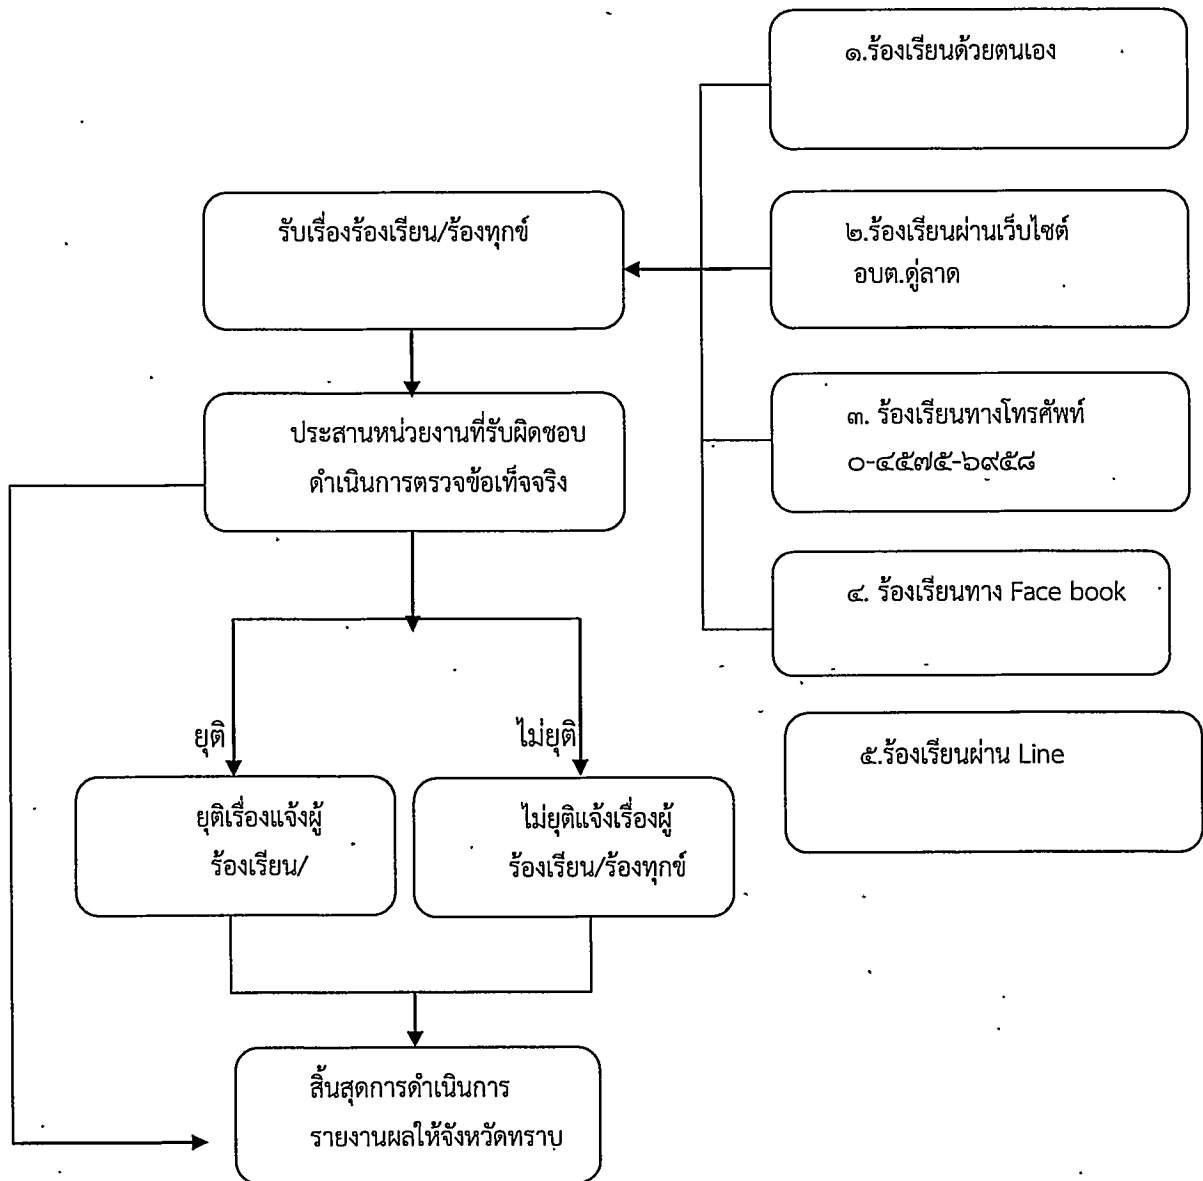 ๑.ร้องเรียนด้วยตนเอง
รับเรื่องร้องเรียน/ร้องทุกข์
๒.ร้องเรียนผ่านเว็บไซต์
อบต.ดู่ลาด
ประสานหน่วยงานที่รับผิดชอบ
ดำเนินการตรวจข้อเท็จจริง
๓. ร้องเรียนทางโทรศัพท์
๐-๔๕๗๕-๖๙๕๘
๔. ร้องเรียนทาง Face book
๕.ร้องเรียนผ่าน Line
ยุติ
ไม่ยุติ
ยุติเรื่องแจ้งผู้
ร้องเรียน/
ไม่ยุติแจ้งเรื่องผู้
ร้องเรียน/ร้องทุกข์
สิ้นสุดการดำเนินการ
รายงานผลให้จังหวัดทราบ